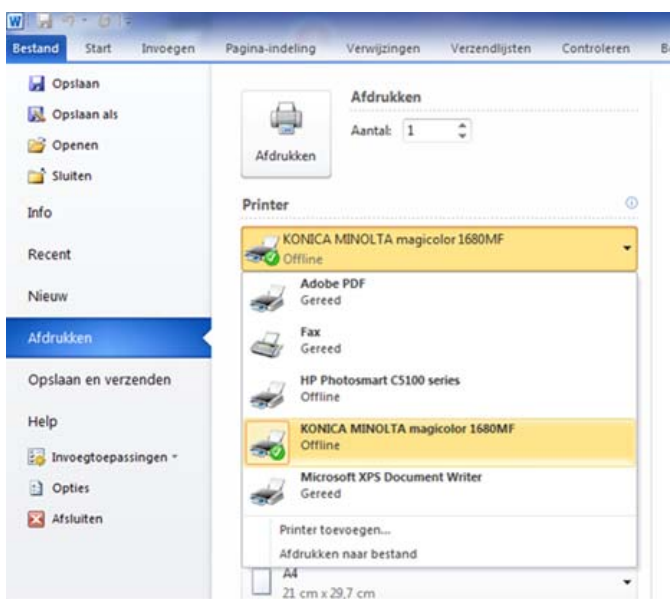 W
Bestand Start Invoegen Pagina-indeling Verwijzingen Verzendlijsten Controleren B
Opslaan
Opslaan als
Openen
Sluiten
Info
Recent
Nieuw
Afdrukken
Opslaan en verzenden
Help
Invoegtoepassingen
Opties
Afsluiten
Afdrukken
Afdrukken
Aantal: 1
Printer
KONICA MINOLTA magicolor 1680MF
Offline
Adobe PDF
Gereed
Fax
Gereed
HP Photosmart C5100 series
Offline
KONICA MINOLTA magicolor 1680MF
Offline
Microsoft XPS Document Writer
Gereed
Printer toevoegen...
Afdrukken naar bestand
A4
21 cm x 29,7 cm